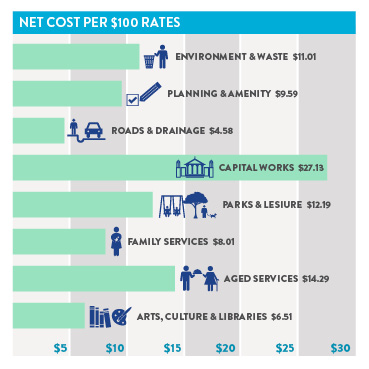 NET COST PER $100 RATES
ENVIRONMENT & WASTE $11.01
PLANNING & AMENITY $9.59
ROADS & DRAINAGE $4.58
CAPITAL WORKS $27.13
PARKS & LESIURE $12.19
FAMILY SERVICES $8.01
AGED SERVICES $14.29
ARTS, CULTURE & LIBRARIES $6.51
$5 $10 $15 $20 $25 $30